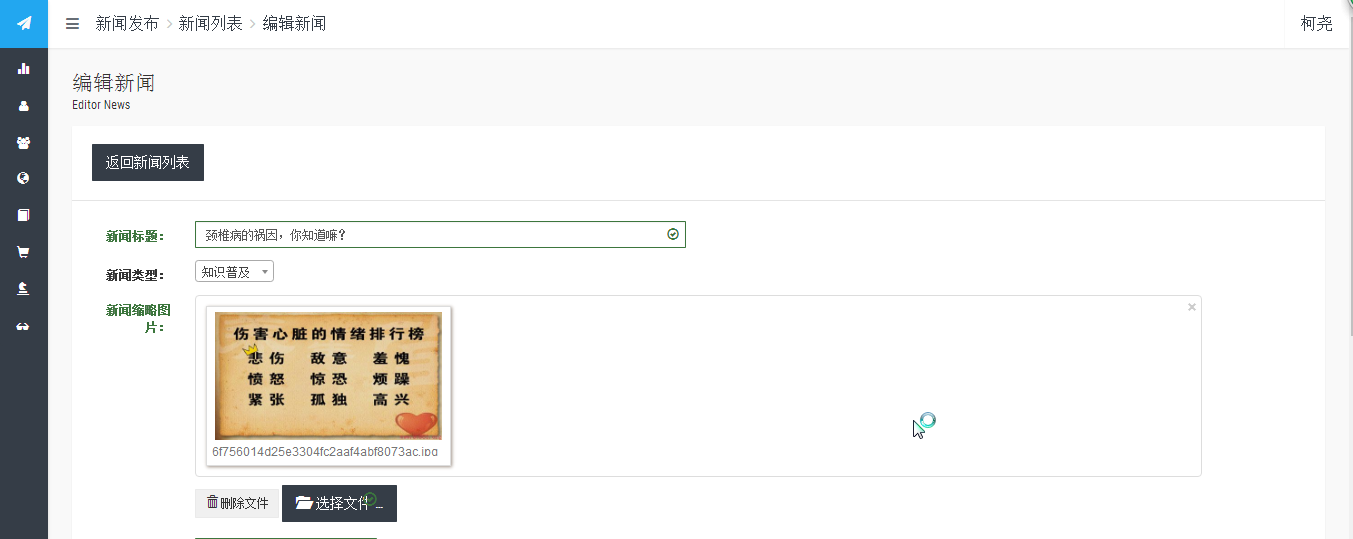 新闻发布 > 新闻列表 > 编辑新闻
柯尧
编辑新闻
Editor News
返回新闻列表
新闻标题：
颈椎病的祸因，你知道嘛？
新闻类型：
知识普及
新闻缩略图
片：
×
伤害心脏的情绪排行榜
悲伤 敌意 羞愧
愤怒 惊恐 烦躁
紧张 孤独 高兴
6f756014d25e3304fc2aaf4abf8073ac.jpg
删除文件
选择文件 ...